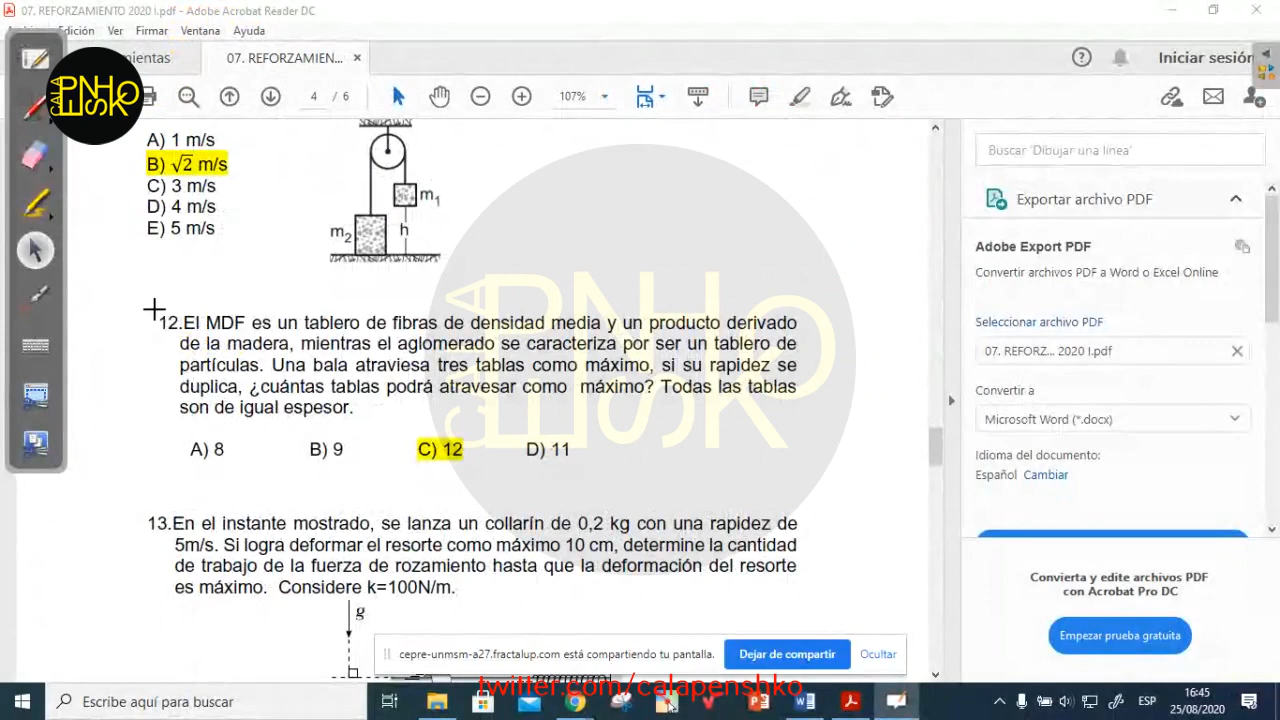 07. REFORZAMIENTO 2020 I.pdf - Adobe Acrobat Reader DC
Edición Ver Firmar Ventana Ayuda
mientas 07. REFORZAMIEN... × Iniciar sesión
4 / 6 107%
A) 1 m/s
B) √2 m/s
C) 3 m/s
D) 4 m/s
E) 5 m/s
m1
m2
h
12.El MDF es un tablero de fibras de densidad media y un producto derivado
de la madera, mientras el aglomerado se caracteriza por ser un tablero de
partículas. Una bala atraviesa tres tablas como máximo, si su rapidez se
duplica, ¿cuántas tablas podrá atravesar como máximo? Todas las tablas
son de igual espesor.
A) 8 B) 9 C) 12 D) 11
13.En el instante mostrado, se lanza un collarín de 0,2 kg con una rapidez de
5m/s. Si logra deformar el resorte como máximo 10 cm, determine la cantidad
de trabajo de la fuerza de rozamiento hasta que la deformación del resorte
es máximo. Considere k=100N/m.
g
Buscar 'Dibujar una línea'
Exportar archivo PDF
Adobe Export PDF
Convertir archivos PDF a Word o Excel Online
Seleccionar archivo PDF
07. REFORZ... 2020 I.pdf
Convertir a
Microsoft Word (*.docx)
Idioma del documento:
Español Cambiar
Convierta y edite archivos PDF
con Acrobat Pro DC
Empezar prueba gratuita
cepre-unmsm-a27.fractalup.com está compartiendo tu pantalla. Dejar de compartir Ocultar
twitter.com/calapenshko
Escribe aquí para buscar
ESP
16:45
25/08/2020
CALA
PENSHKO
CALA
PENSHKO